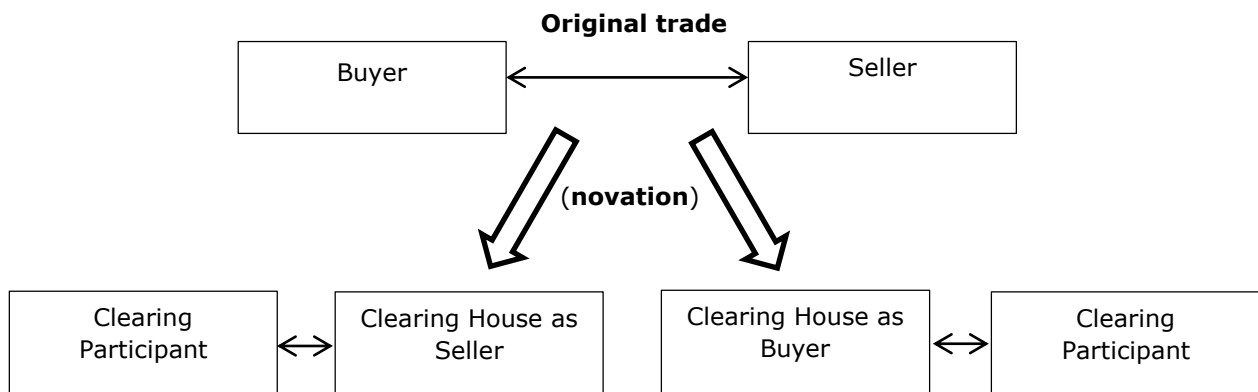 Original trade
Buyer
Seller
(novation)
Clearing
Participant
Clearing House as
Seller
Clearing House as
Buyer
Clearing
Participant